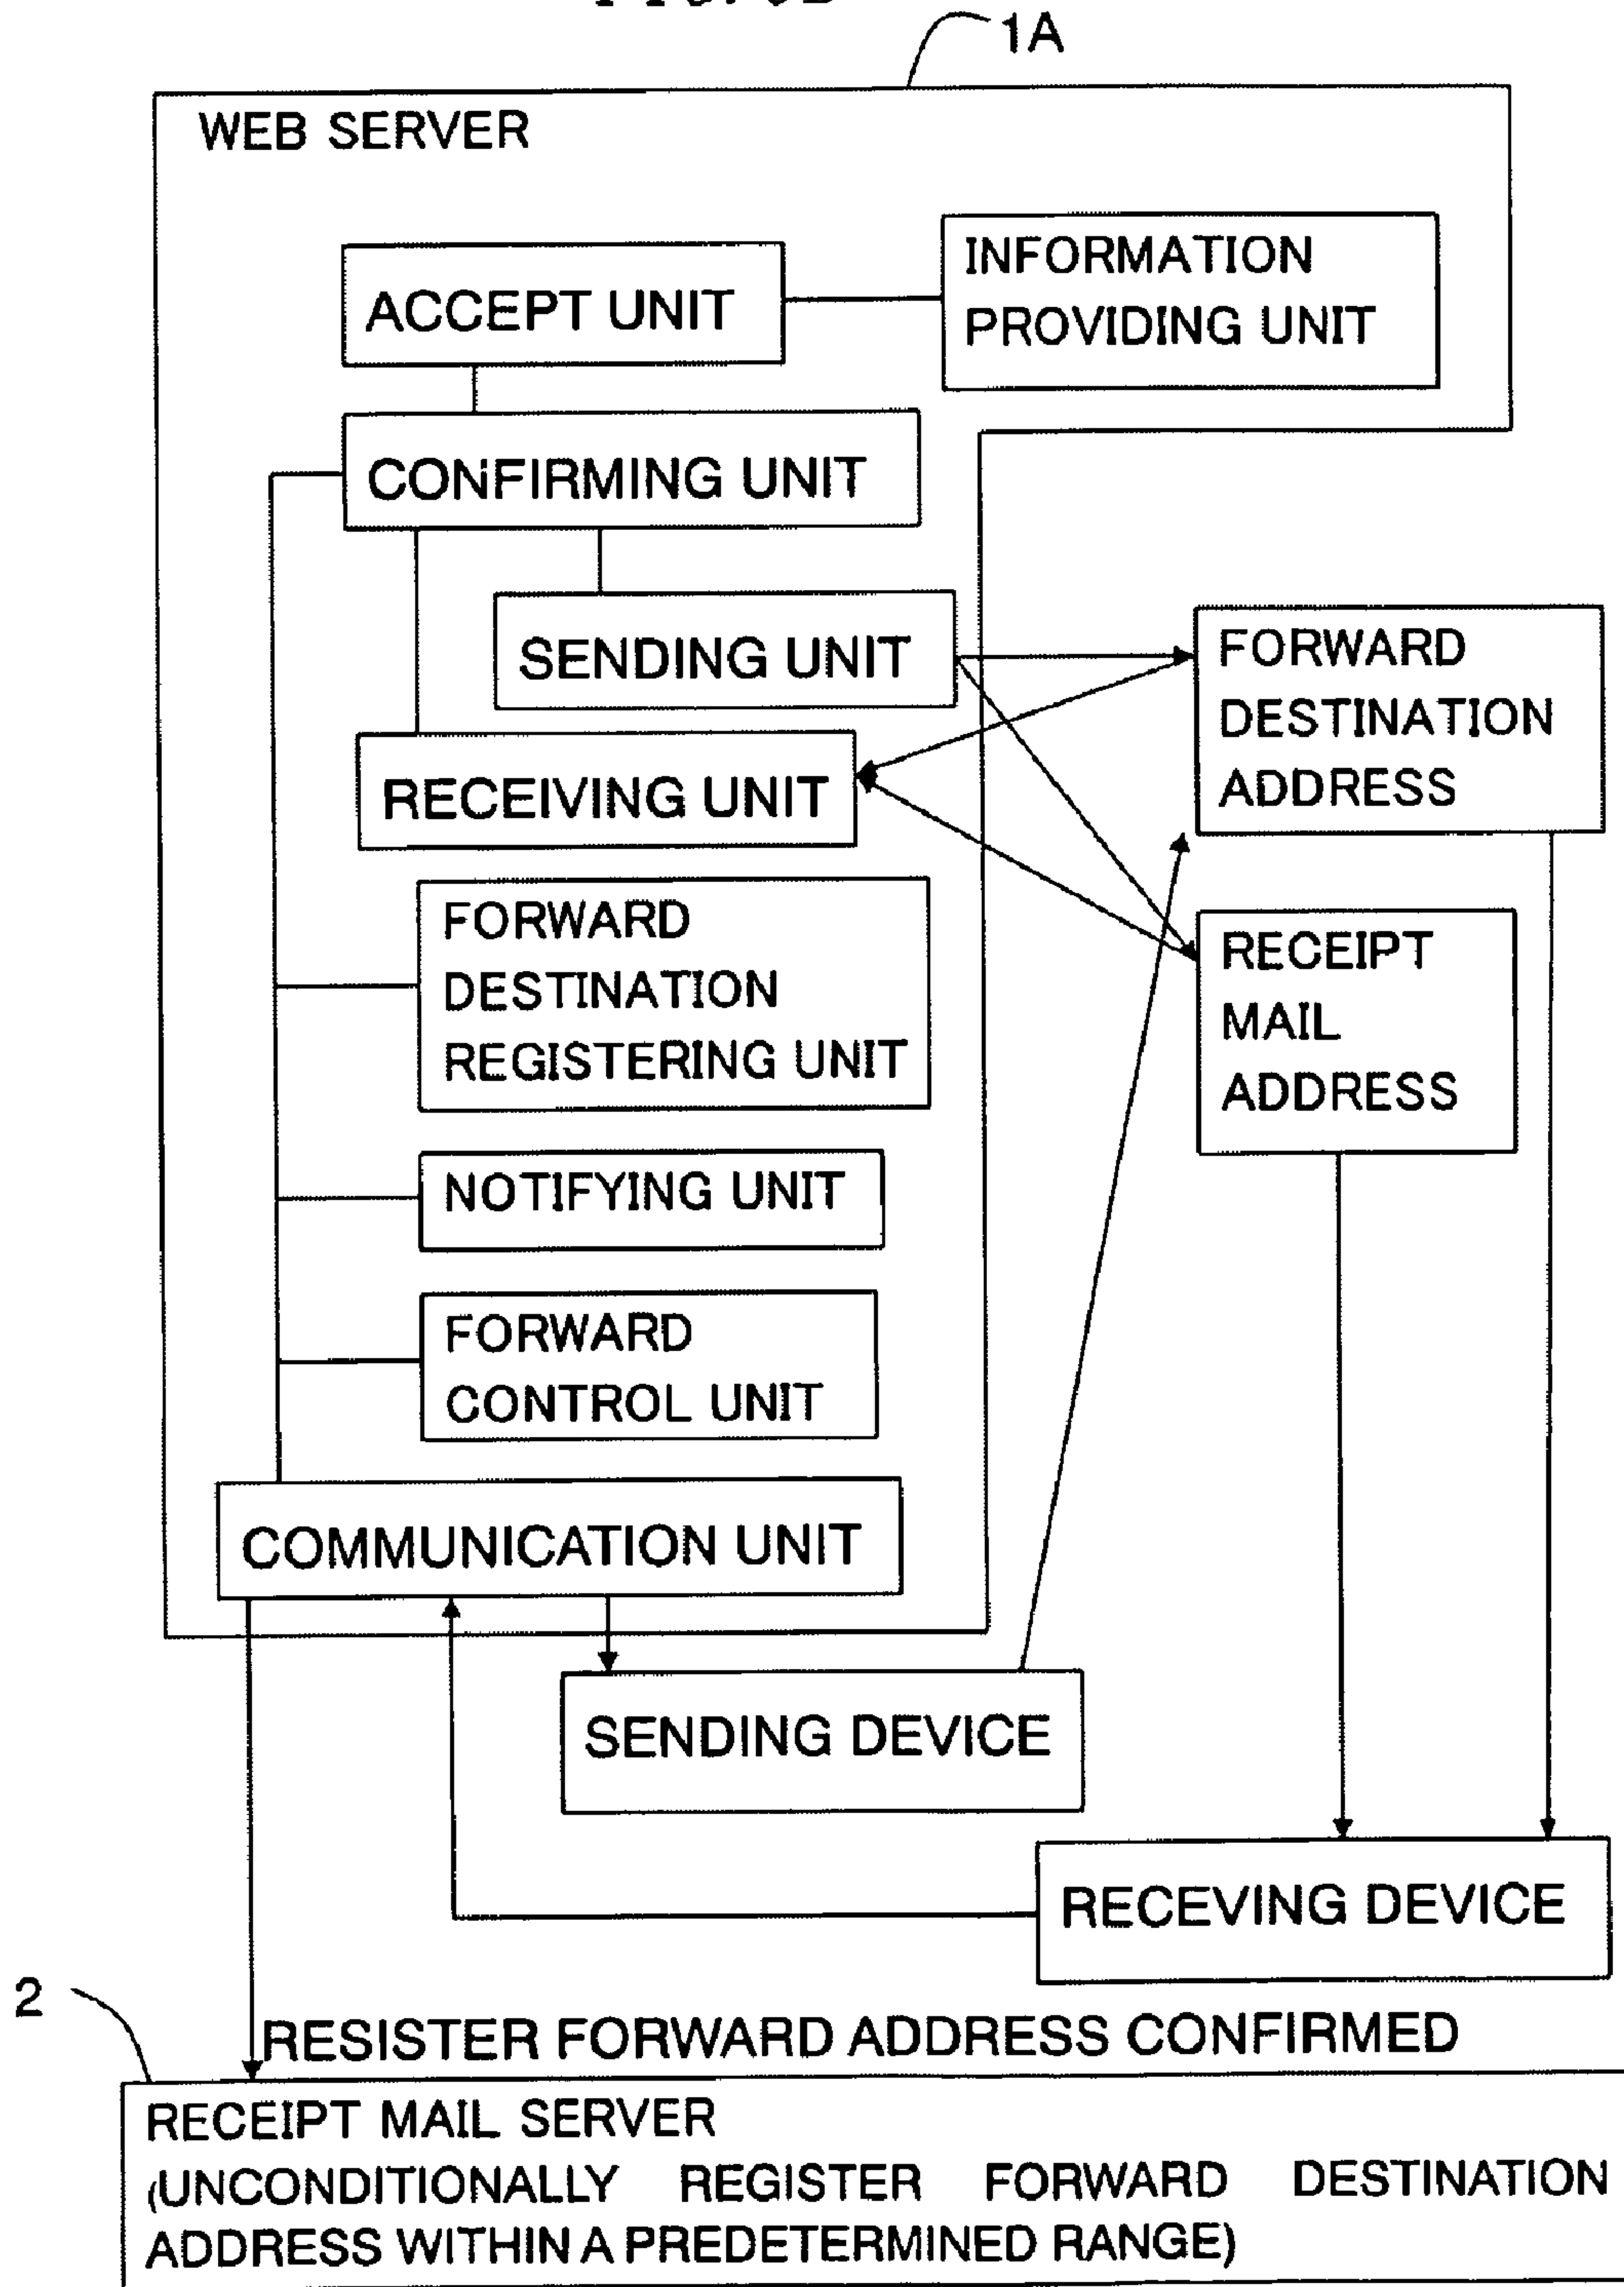 1A
WEB SERVER
ACCEPT UNIT
INFORMATION
PROVIDING UNIT
CONFIRMING UNIT
SENDING UNIT
RECEIVING UNIT
FORWARD
DESTINATION
ADDRESS
RECEIPT
MAIL
ADDRESS
FORWARD
DESTINATION
REGISTERING UNIT
NOTIFYING UNIT
FORWARD
CONTROL UNIT
COMMUNICATION UNIT
SENDING DEVICE
RECEVING DEVICE
2
RESISTER FORWARD ADDRESS CONFIRMED
RECEIPT MAIL SERVER
(UNCONDITIONALLY REGISTER FORWARD DESTINATION
ADDRESS WITHIN A PREDETERMINED RANGE)